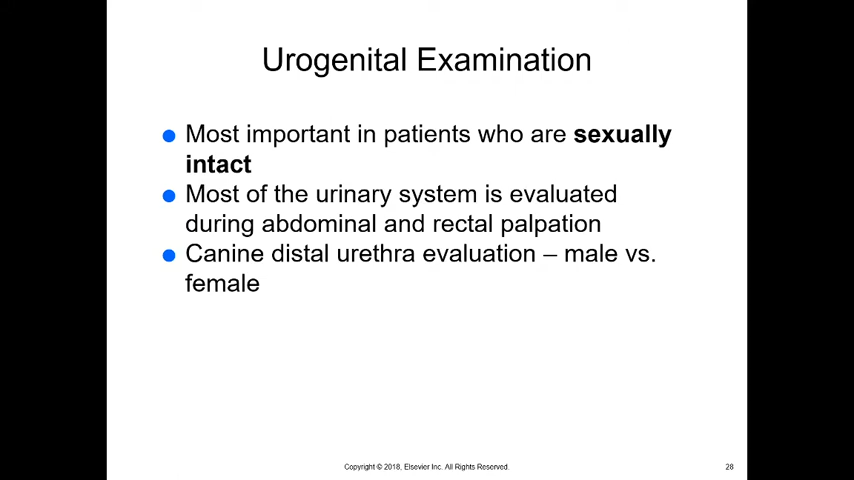 Urogenital Examination
Most important in patients who are sexually
intact
Most of the urinary system is evaluated
during abdominal and rectal palpation
Canine distal urethra evaluation – male vs.
female
Copyright © 2018, Elsevier Inc. All Rights Reserved.
28